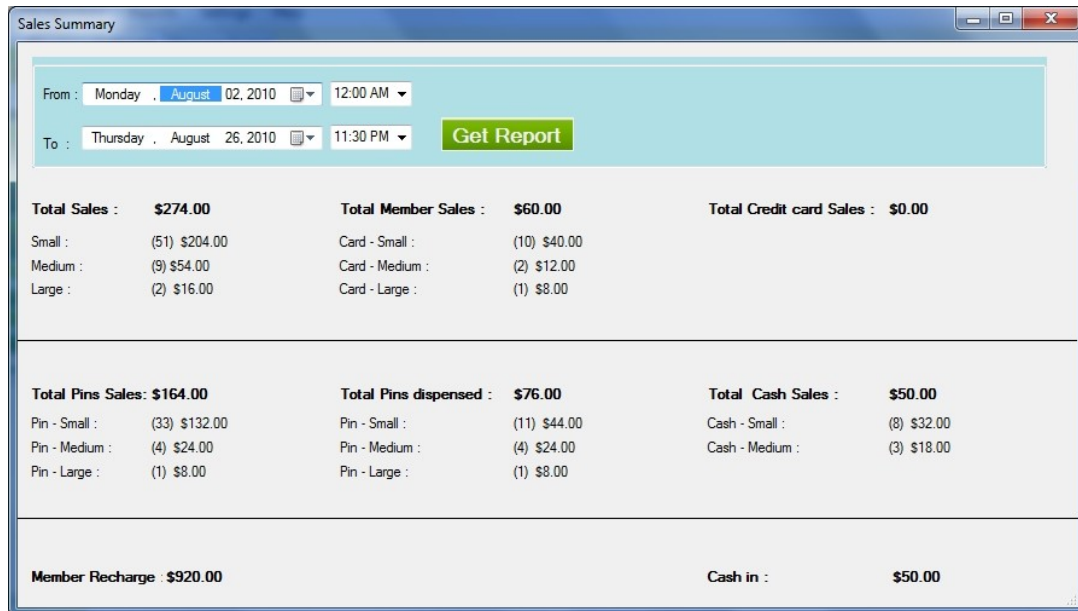 Sales Summary
From : Monday , August 02, 2010 12:00 AM
To : Thursday , August 26, 2010 11:30 PM Get Report
Total Sales : $274.00 Total Member Sales : $60.00 Total Credit card Sales : $0.00
Small : (51) $204.00 Card - Small : (10) $40.00
Medium : (9) $54.00 Card - Medium : (2) $12.00
Large : (2) $16.00 Card - Large : (1) $8.00
Total Pins Sales: $164.00 Total Pins dispensed : $76.00 Total Cash Sales : $50.00
Pin - Small : (33) $132.00 Pin - Small : (11) $44.00 Cash - Small : (8) $32.00
Pin - Medium : (4) $24.00 Pin - Medium : (4) $24.00 Cash - Medium : (3) $18.00
Pin - Large : (1) $8.00 Pin - Large : (1) $8.00
Member Recharge : $920.00 Cash in : $50.00